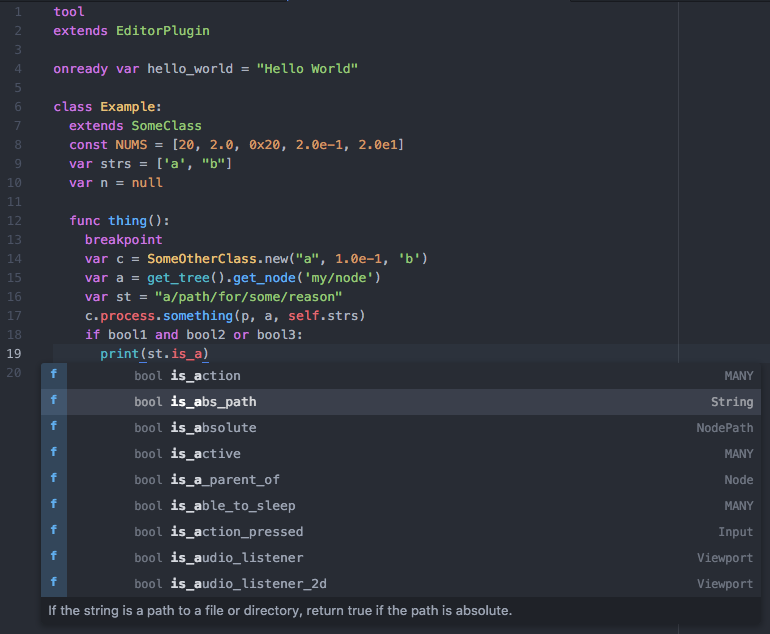 1 tool
2 extends EditorPlugin
3
4 onready var hello_world = "Hello World"
5
6 class Example:
7   extends SomeClass
8   const NUMS = [20, 2.0, 0x20, 2.0e-1, 2.0e1]
9   var strs = ['a', "b"]
10   var n = null
11
12   func thing():
13     breakpoint
14     var c = SomeOtherClass.new("a", 1.0e-1, 'b')
15     var a = get_tree().get_node('my/node')
16     var st = "a/path/for/some/reason"
17     c.process.something(p, a, self.strs)
18     if bool1 and bool2 or bool3:
19       print(st.is_a)
20
f bool is_action MANY
f bool is_abs_path String
f bool is_absolute NodePath
f bool is_active MANY
f bool is_a_parent_of Node
f bool is_able_to_sleep MANY
f bool is_action_pressed Input
f bool is_audio_listener Viewport
f bool is_audio_listener_2d Viewport
If the string is a path to a file or directory, return true if the path is absolute.